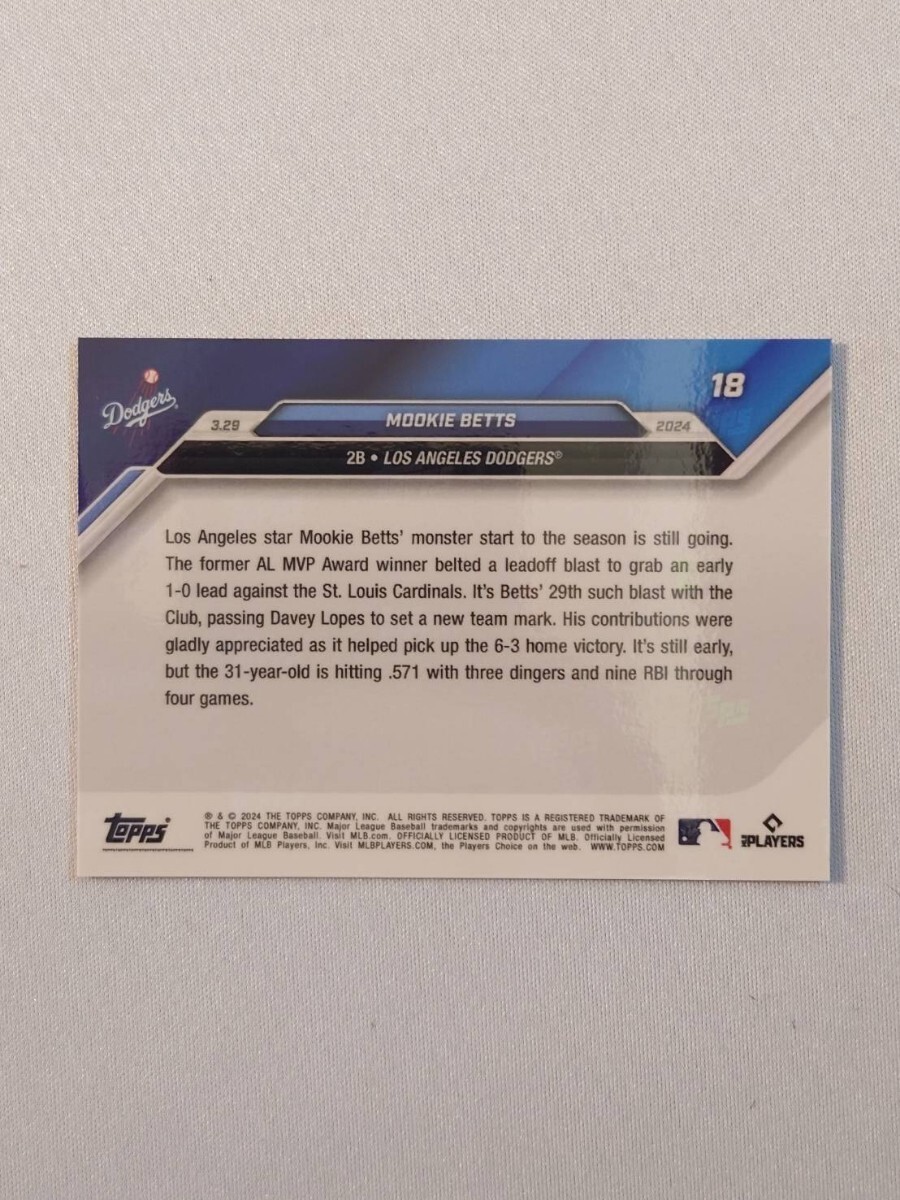 Dodgers
18
3.29
MOOKIE BETTS
2024
2B • LOS ANGELES DODGERS®
Los Angeles star Mookie Betts' monster start to the season is still going.
The former AL MVP Award winner belted a leadoff blast to grab an early
1-0 lead against the St. Louis Cardinals. It's Betts' 29th such blast with the
Club, passing Davey Lopes to set a new team mark. His contributions were
gladly appreciated as it helped pick up the 6-3 home victory. It's still early,
but the 31-year-old is hitting .571 with three dingers and nine RBI through
four games.
topps
® & © 2024 THE TOPPS COMPANY, INC. ALL RIGHTS RESERVED. TOPPS IS A REGISTERED TRADEMARK OF
THE TOPPS COMPANY, INC. Major League Baseball trademarks and copyrights are used with permission
of Major League Baseball. Visit MLB.com. OFFICIALLY LICENSED PRODUCT OF MLB. Officially Licensed
Product of MLB Players, Inc. Visit MLBPLAYERS.COM, the Players Choice on the web. WWW.TOPPS.COM
MLB PLAYERS